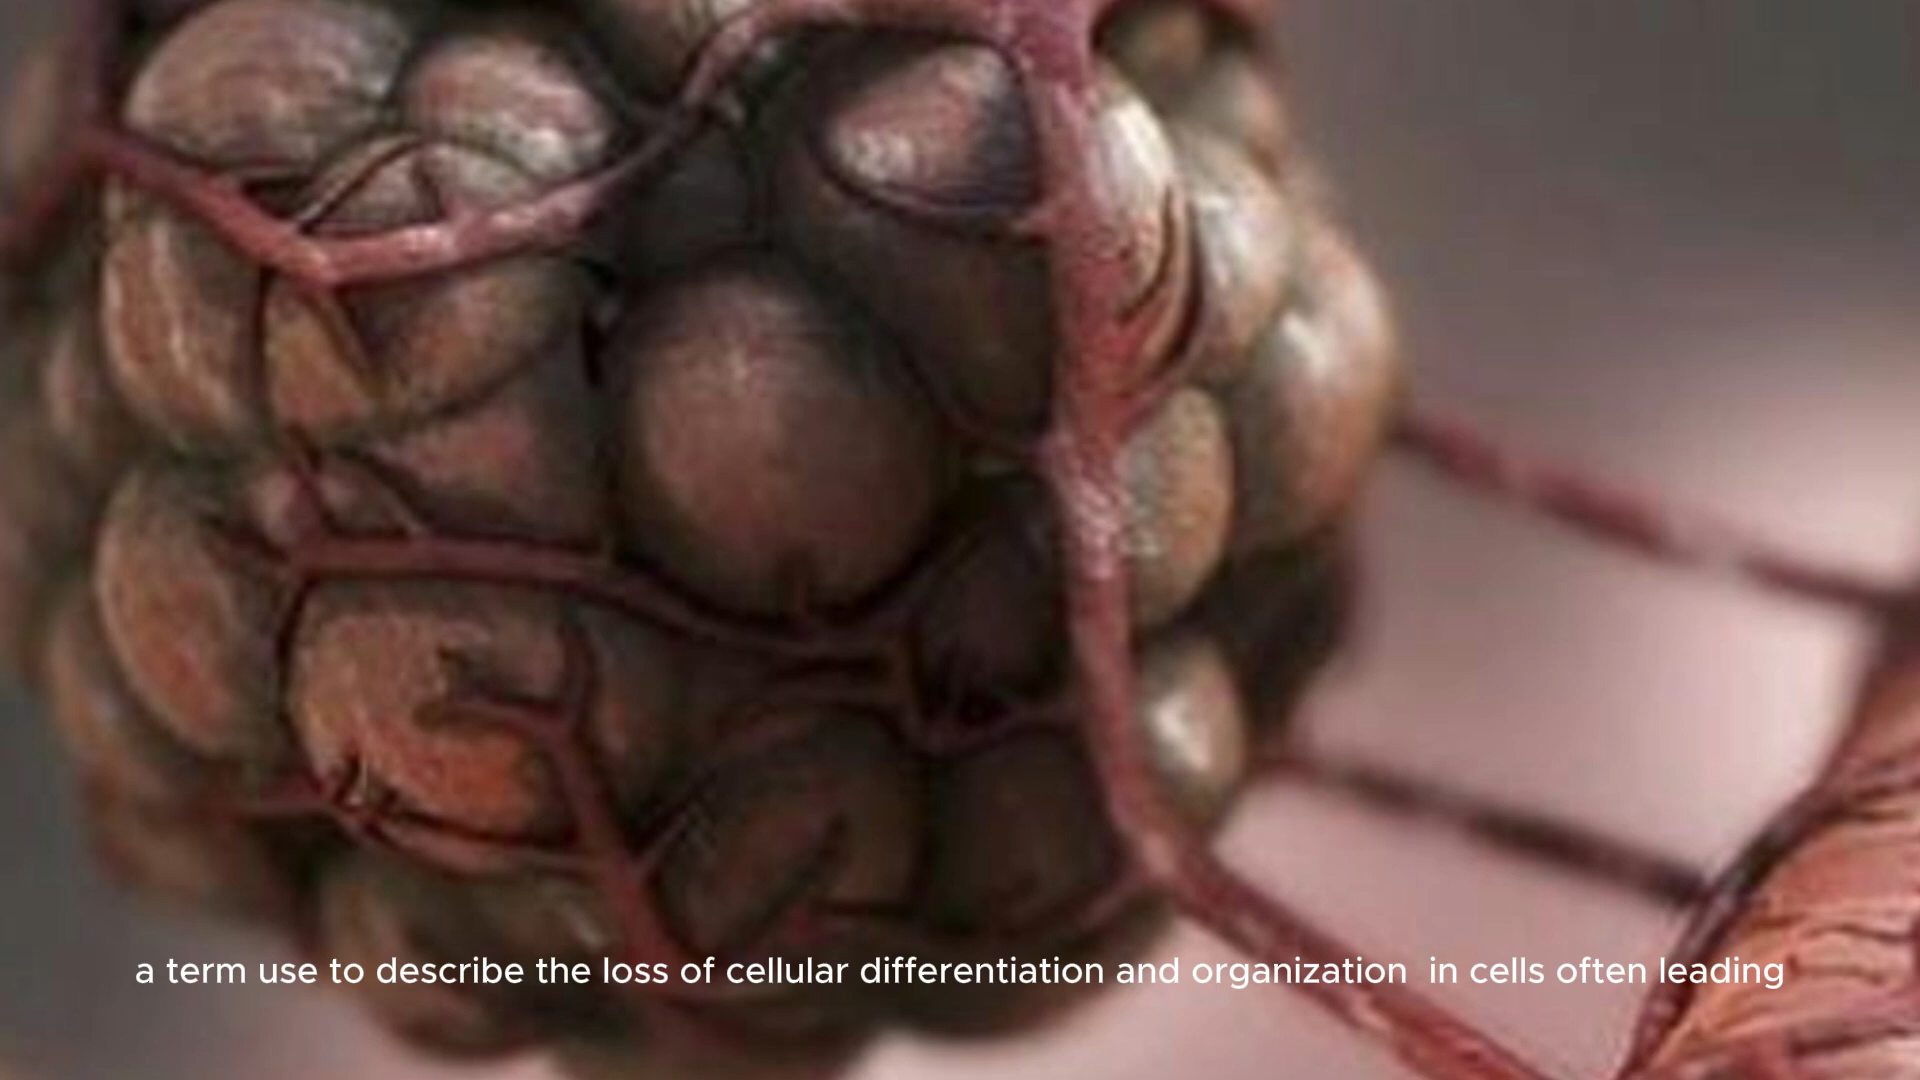 a term use to describe the loss of cellular differentiation and organization  in cells often leading